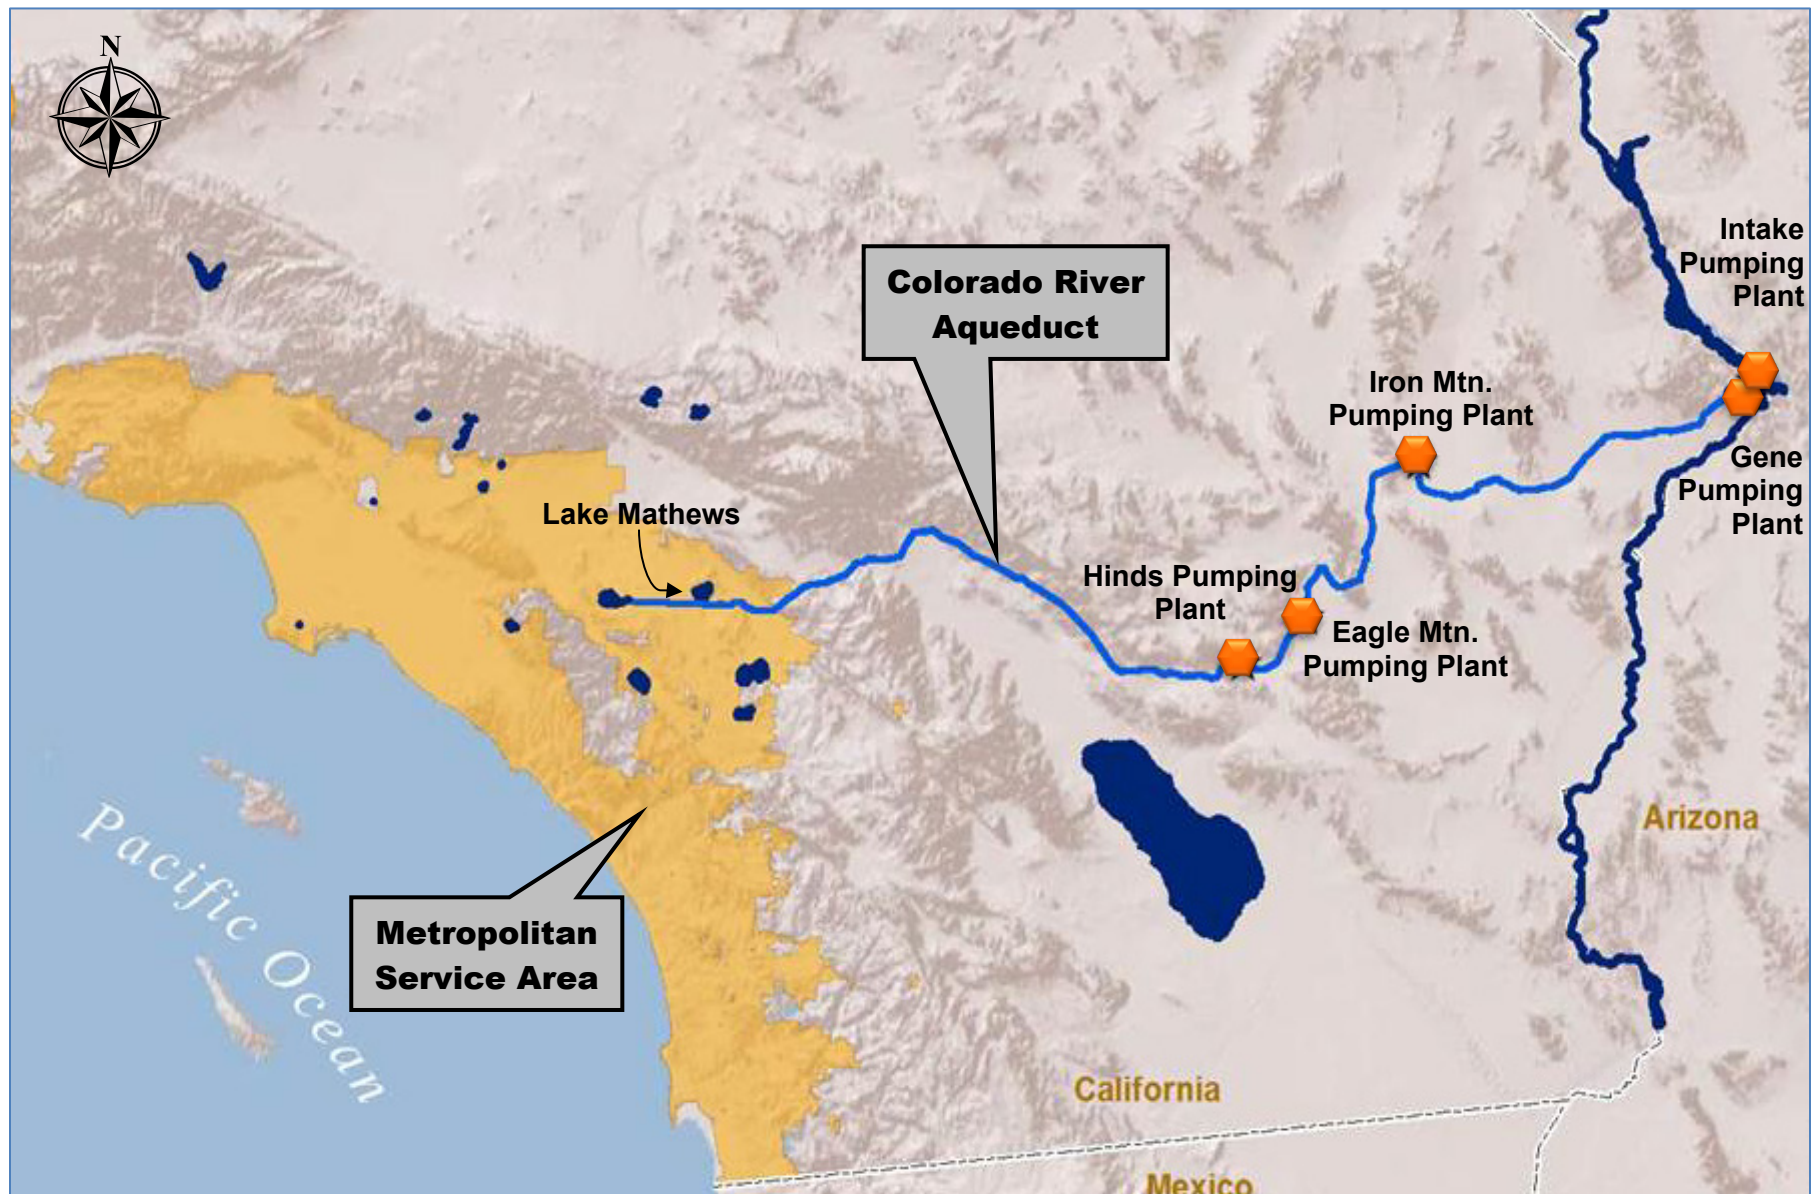 N
Intake
Pumping
Plant
Colorado River
Aqueduct
Iron Mtn.
Pumping Plant
Gene
Pumping
Plant
Lake Mathews
Hinds Pumping
Plant
Eagle Mtn.
Pumping Plant
Arizona
Pacific Ocean
Metropolitan
Service Area
California
Mexico